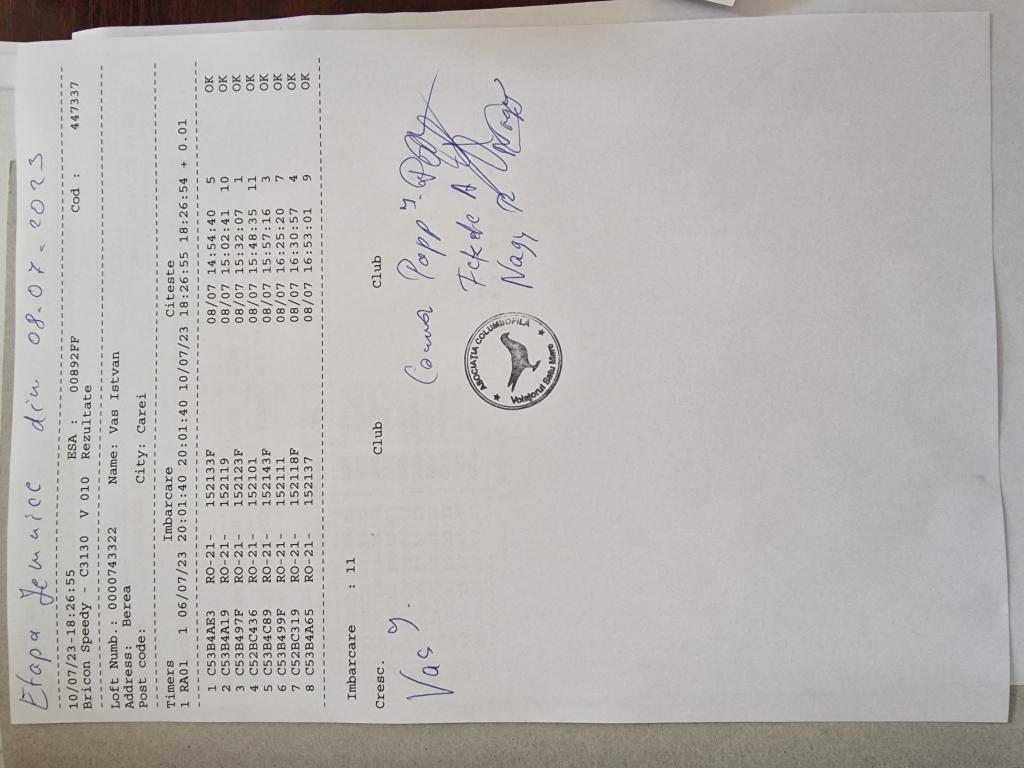 Etapa Jemnice din 08.07-2023
--------------------------------------------------------------------------------
10/07/23-18:26:55 ESA : 00892FF Cod : 447337
Bricon Speedy - C3130 V 010 Rezultate
--------------------------------------------------------------------------------
Loft Numb.: 0000743322 Name: Vas Istvan
Address: Berea
Post code: City: Carei
--------------------------------------------------------------------------------
Timers Imbarcare Citeste
1 RA01 1 06/07/23 20:01:40 20:01:40 10/07/23 18:26:55 18:26:54 + 0.01
--------------------------------------------------------------------------------
1 C53B4AE3 RO-21- 152133F 08/07 14:54:40 5 OK
2 C53B4A19 RO-21- 152119 08/07 15:02:41 10 OK
3 C53B497F RO-21- 152123F 08/07 15:32:07 1 OK
4 C52BC436 RO-21- 152101 08/07 15:48:35 11 OK
5 C53B4C89 RO-21- 152143F 08/07 15:57:16 3 OK
6 C53B499F RO-21- 152111 08/07 16:25:20 7 OK
7 C52BC319 RO-21- 152118F 08/07 16:30:57 4 OK
8 C53B4A65 RO-21- 152137 08/07 16:53:01 9 OK
--------------------------------------------------------------------------------
Imbarcare : 11
Cresc. Club Club
Vas J. Popp J.
Fekete A
Nagy
ASOCIAȚIA COLUMBOFILĂ
Voiajorul Satu Mare